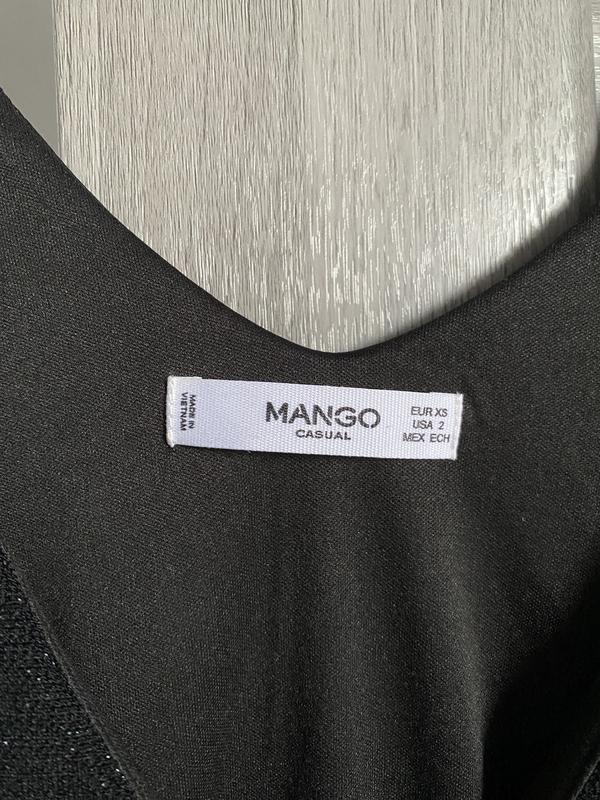 MADE IN
VIETNAM
MANGO
CASUAL
EUR XS
USA 2
MEX ECH